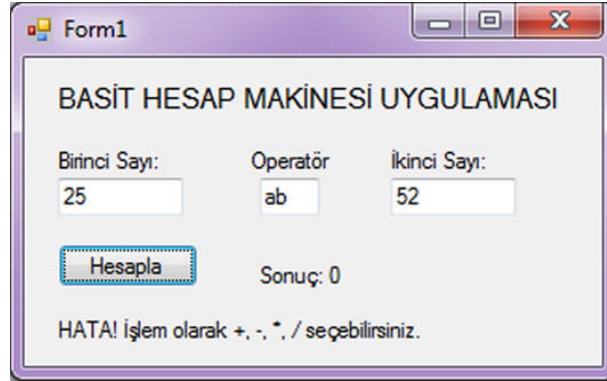 Form1
BASİT HESAP MAKİNESİ UYGULAMASI
Birinci Sayı: Operatör İkinci Sayı:
25 ab 52
Hesapla Sonuç: 0
HATA! İşlem olarak +, -, *, / seçebilirsiniz.